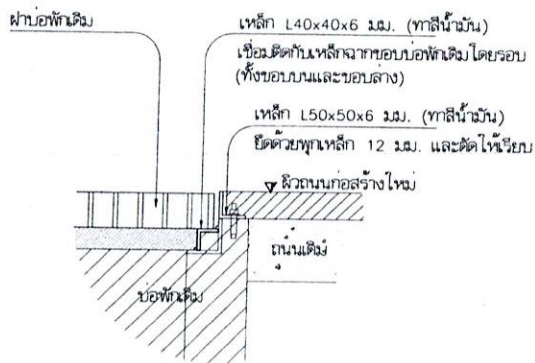 ฝาบ่อพักเดิม
เหล็ก L40x40x6 มม. (ทาสีน้ำมัน)
เชื่อมติดกับเหล็กฉากขอบบ่อพักเดิมโดยรอบ
(ทั้งขอบบนและขอบล่าง)
เหล็ก L50x50x6 มม. (ทาสีน้ำมัน)
ยึดด้วยพุกเหล็ก 12 มม. และตัดให้เรียบ
ผิวถนนก่อสร้างใหม่
ถนนเดิม
บ่อพักเดิม